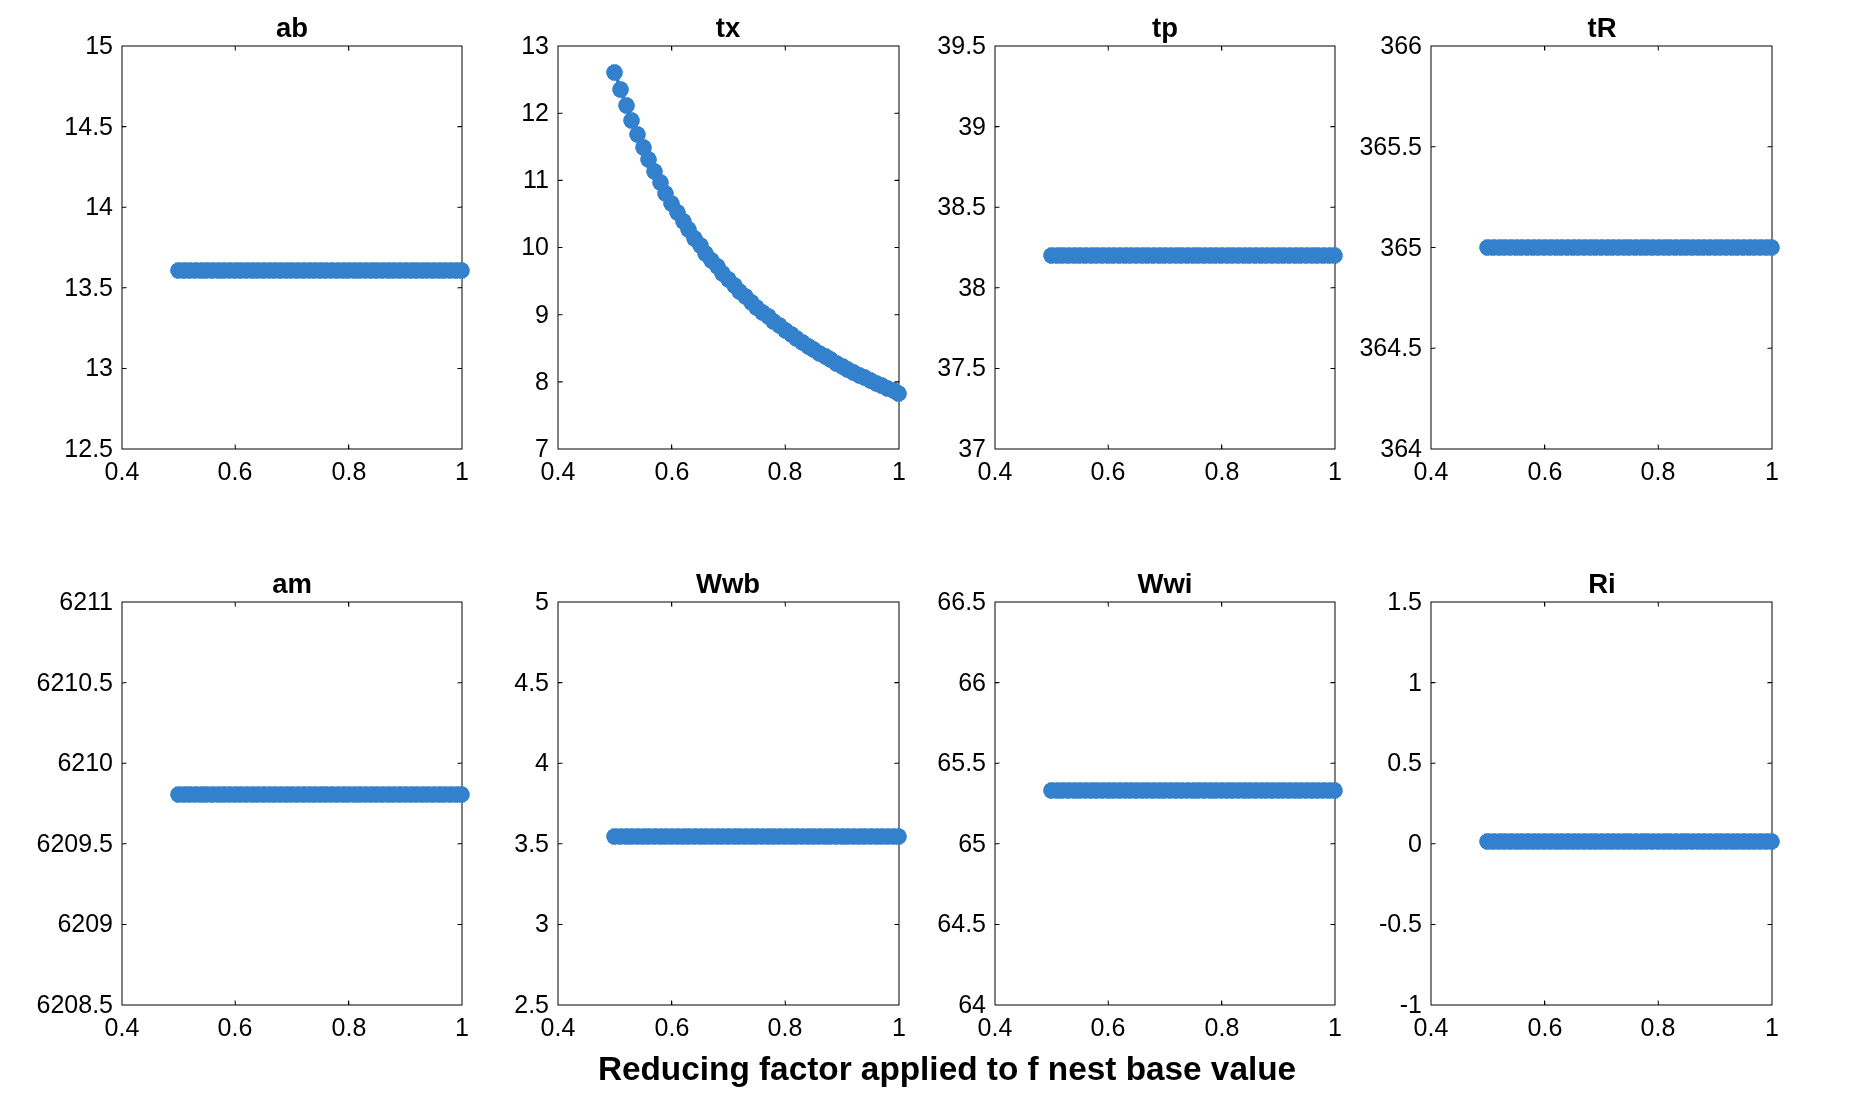 ab tx tp tR
15 13 39.5 366
14.5 12 39 365.5
14 11 38.5 365
13.5 10 38 364.5
13 9 37.5 364
12.5 8 37
7
0.4 0.6 0.8 1 0.4 0.6 0.8 1 0.4 0.6 0.8 1 0.4 0.6 0.8 1
am Wwb Wwi Ri
6211 5 66.5 1.5
6210.5 4.5 66 1
6210 4 65.5 0.5
6209.5 3.5 65 0
6209 3 64.5 -0.5
6208.5 2.5 64 -1
0.4 0.6 0.8 1 0.4 0.6 0.8 1 0.4 0.6 0.8 1 0.4 0.6 0.8 1
Reducing factor applied to f nest base value